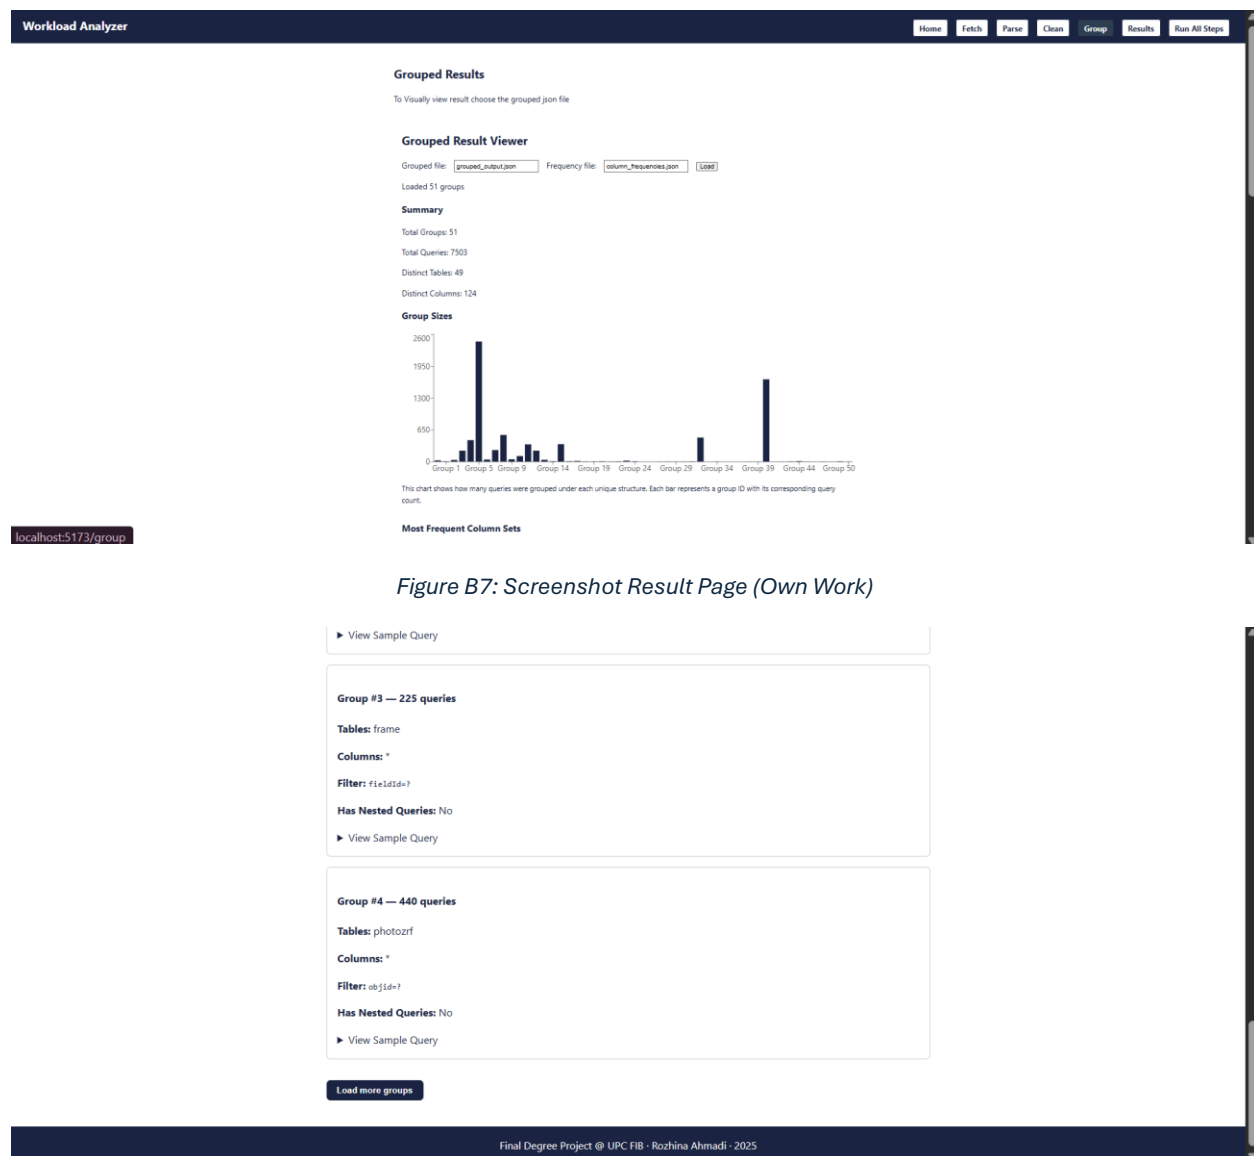 Workload Analyzer
Home Fetch Parse Clean Group Results Run All Steps
Grouped Results
To Visually view result choose the grouped json file
Grouped Result Viewer
Grouped file: grouped_output.json Frequency file: column_frequencies.json Load
Loaded 51 groups
Summary
Total Groups: 51
Total Queries: 7503
Distinct Tables: 49
Distinct Columns: 124
Group Sizes
2600
1950
1300
650
0
Group 1 Group 5 Group 9 Group 14 Group 19 Group 24 Group 29 Group 34 Group 39 Group 44 Group 50
This chart shows how many queries were grouped under each unique structure. Each bar represents a group ID with its corresponding query
count.
Most Frequent Column Sets
localhost:5173/group
Figure B7: Screenshot Result Page (Own Work)
▶ View Sample Query
Group #3 — 225 queries
Tables: frame
Columns: *
Filter: fieldId=?
Has Nested Queries: No
▶ View Sample Query
Group #4 — 440 queries
Tables: photozrf
Columns: *
Filter: objid=?
Has Nested Queries: No
▶ View Sample Query
Load more groups
Final Degree Project @ UPC FIB · Rozhina Ahmadi · 2025